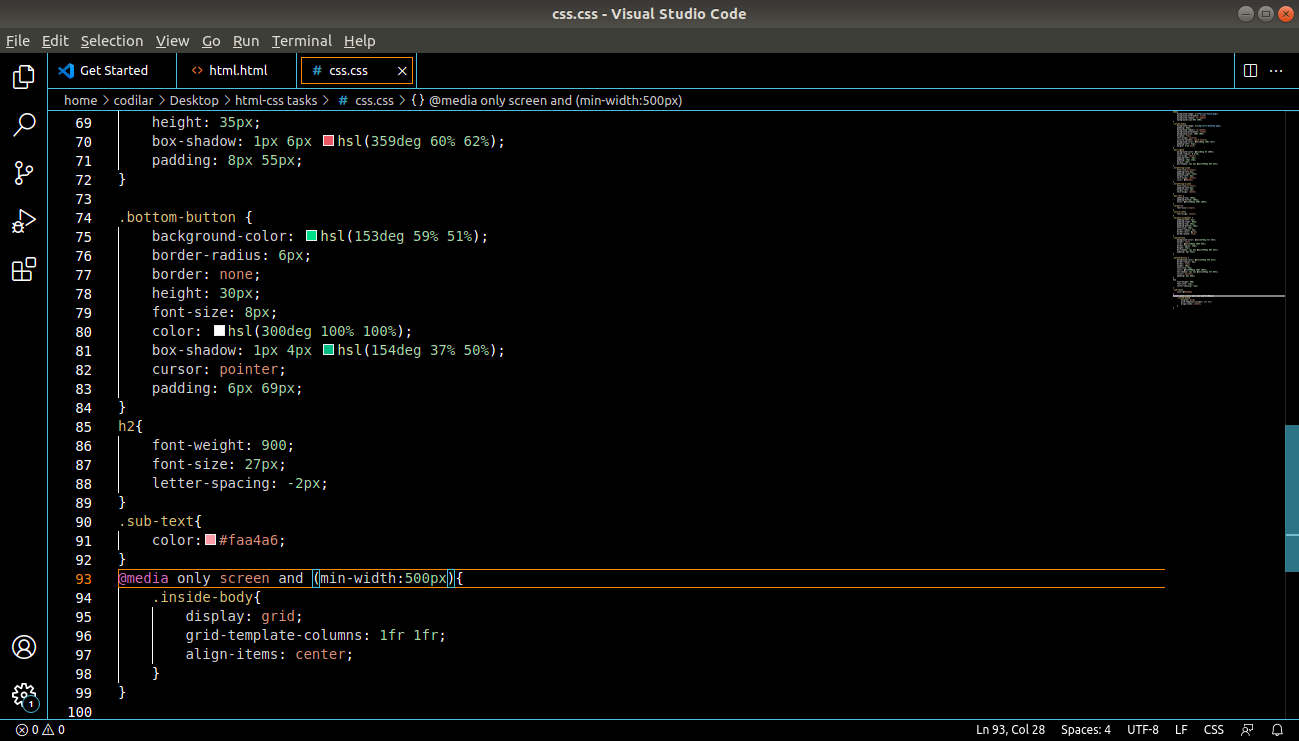 css.css - Visual Studio Code
File Edit Selection View Go Run Terminal Help
Get Started <> html.html # css.css
home > codilar > Desktop > html-css tasks > # css.css > {} @media only screen and (min-width:500px)
69 height: 35px;
70 box-shadow: 1px 6px hsl(359deg 60% 62%);
71 padding: 8px 55px;
72 }
73
74 .bottom-button {
75 background-color: hsl(153deg 59% 51%);
76 border-radius: 6px;
77 border: none;
78 height: 30px;
79 font-size: 8px;
80 color: hsl(300deg 100% 100%);
81 box-shadow: 1px 4px hsl(154deg 37% 50%);
82 cursor: pointer;
83 padding: 6px 69px;
84 }
85 h2{
86 font-weight: 900;
87 font-size: 27px;
88 letter-spacing: -2px;
89 }
90 .sub-text{
91 color:#faa4a6;
92 }
93 @media only screen and (min-width:500px){
94 .inside-body{
95 display: grid;
96 grid-template-columns: 1fr 1fr;
97 align-items: center;
98 }
99 }
100
1
0 0 Ln 93, Col 28 Spaces: 4 UTF-8 LF CSS